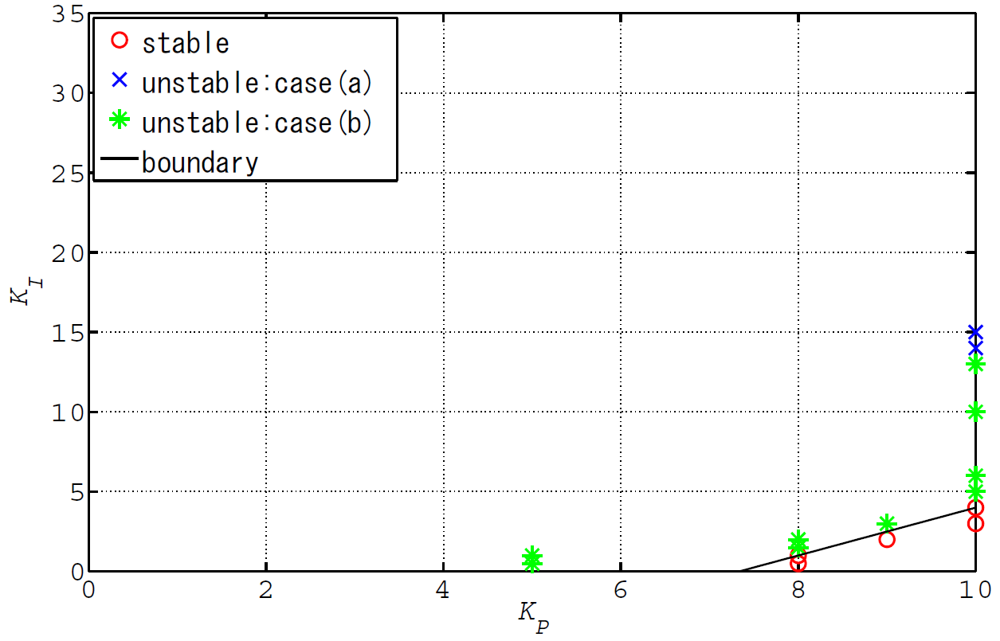 35
30
25
20
15
10
5
0
K_I
stable
unstable:case(a)
unstable:case(b)
boundary
0 2 4 6 8 10
K_P